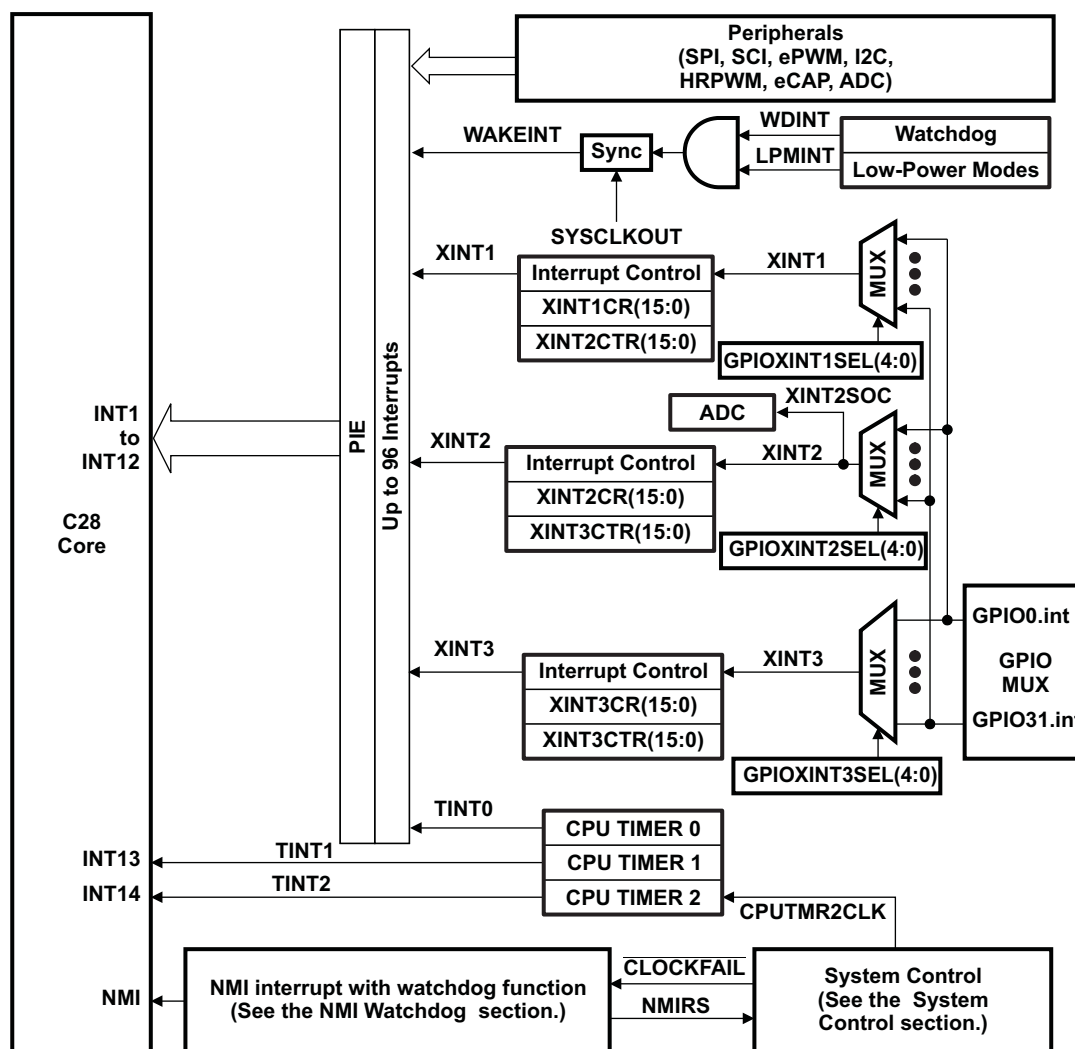 Peripherals
(SPI, SCI, ePWM, I2C,
HRPWM, eCAP, ADC)
WDINT
Watchdog
WAKEINT
Sync
LPMINT
Low-Power Modes
SYSCLKOUT
XINT1
Interrupt Control
XINT1CR(15:0)
XINT2CTR(15:0)
XINT1
MUX
GPIOXINT1SEL(4:0)
XINT2SOC
ADC
INT1
to
INT12
C28
Core
PIE
Up to 96 Interrupts
XINT2
Interrupt Control
XINT2CR(15:0)
XINT3CTR(15:0)
XINT2
MUX
GPIOXINT2SEL(4:0)
GPIO0.int
GPIO
MUX
GPIO31.int
XINT3
Interrupt Control
XINT3CR(15:0)
XINT3CTR(15:0)
XINT3
MUX
GPIOXINT3SEL(4:0)
TINT0
CPU TIMER 0
INT13
TINT1
CPU TIMER 1
INT14
TINT2
CPU TIMER 2
CPUTMR2CLK
NMI
NMI interrupt with watchdog function
(See the NMI Watchdog section.)
CLOCKFAIL
NMIRS
System Control
(See the System
Control section.)